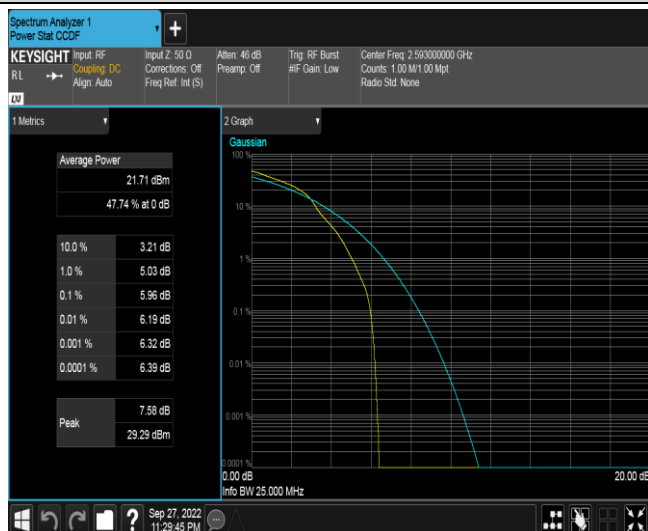 Spectrum Analyzer 1
Power Stat CCDF
+
KEYSIGHT
RL
LXI
Input: RF
Coupling: DC
Align: Auto
Input Z: 50 Ω
Corrections: Off
Freq Ref: Int (S)
Atten: 46 dB
Preamp: Off
Trig: RF Burst
#IF Gain: Low
Center Freq: 2.593000000 GHz
Counts: 1.00 M/1.00 Mpt
Radio Std: None
1 Metrics
Average Power
21.71 dBm
47.74 % at 0 dB
10.0 % 3.21 dB
1.0 % 5.03 dB
0.1 % 5.96 dB
0.01 % 6.19 dB
0.001 % 6.32 dB
0.0001 % 6.39 dB
Peak
7.58 dB
29.29 dBm
2 Graph
Gaussian
100 %
10 %
1 %
0.1 %
0.01 %
0.001 %
0.0001 %
0.00 dB
20.00 dB
Info BW 25.000 MHz
?
Sep 27, 2022
11:29:45 PM